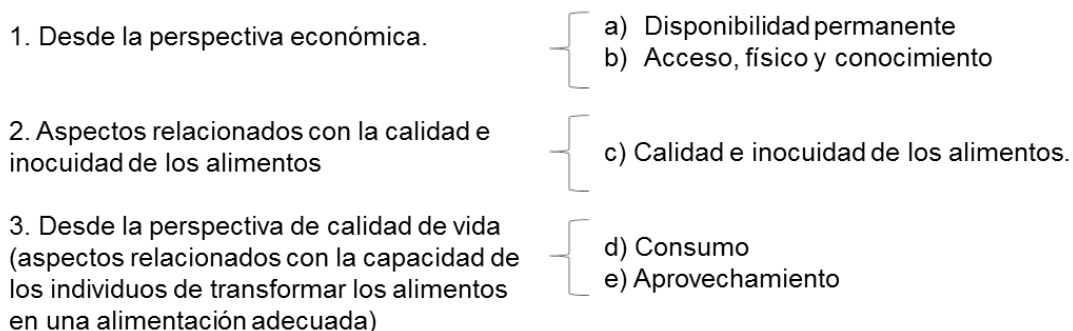 1. Desde la perspectiva económica.
a) Disponibilidad permanente
b) Acceso, físico y conocimiento
2. Aspectos relacionados con la calidad e
inocuidad de los alimentos
c) Calidad e inocuidad de los alimentos.
3. Desde la perspectiva de calidad de vida
(aspectos relacionados con la capacidad de
los individuos de transformar los alimentos
en una alimentación adecuada)
d) Consumo
e) Aprovechamiento